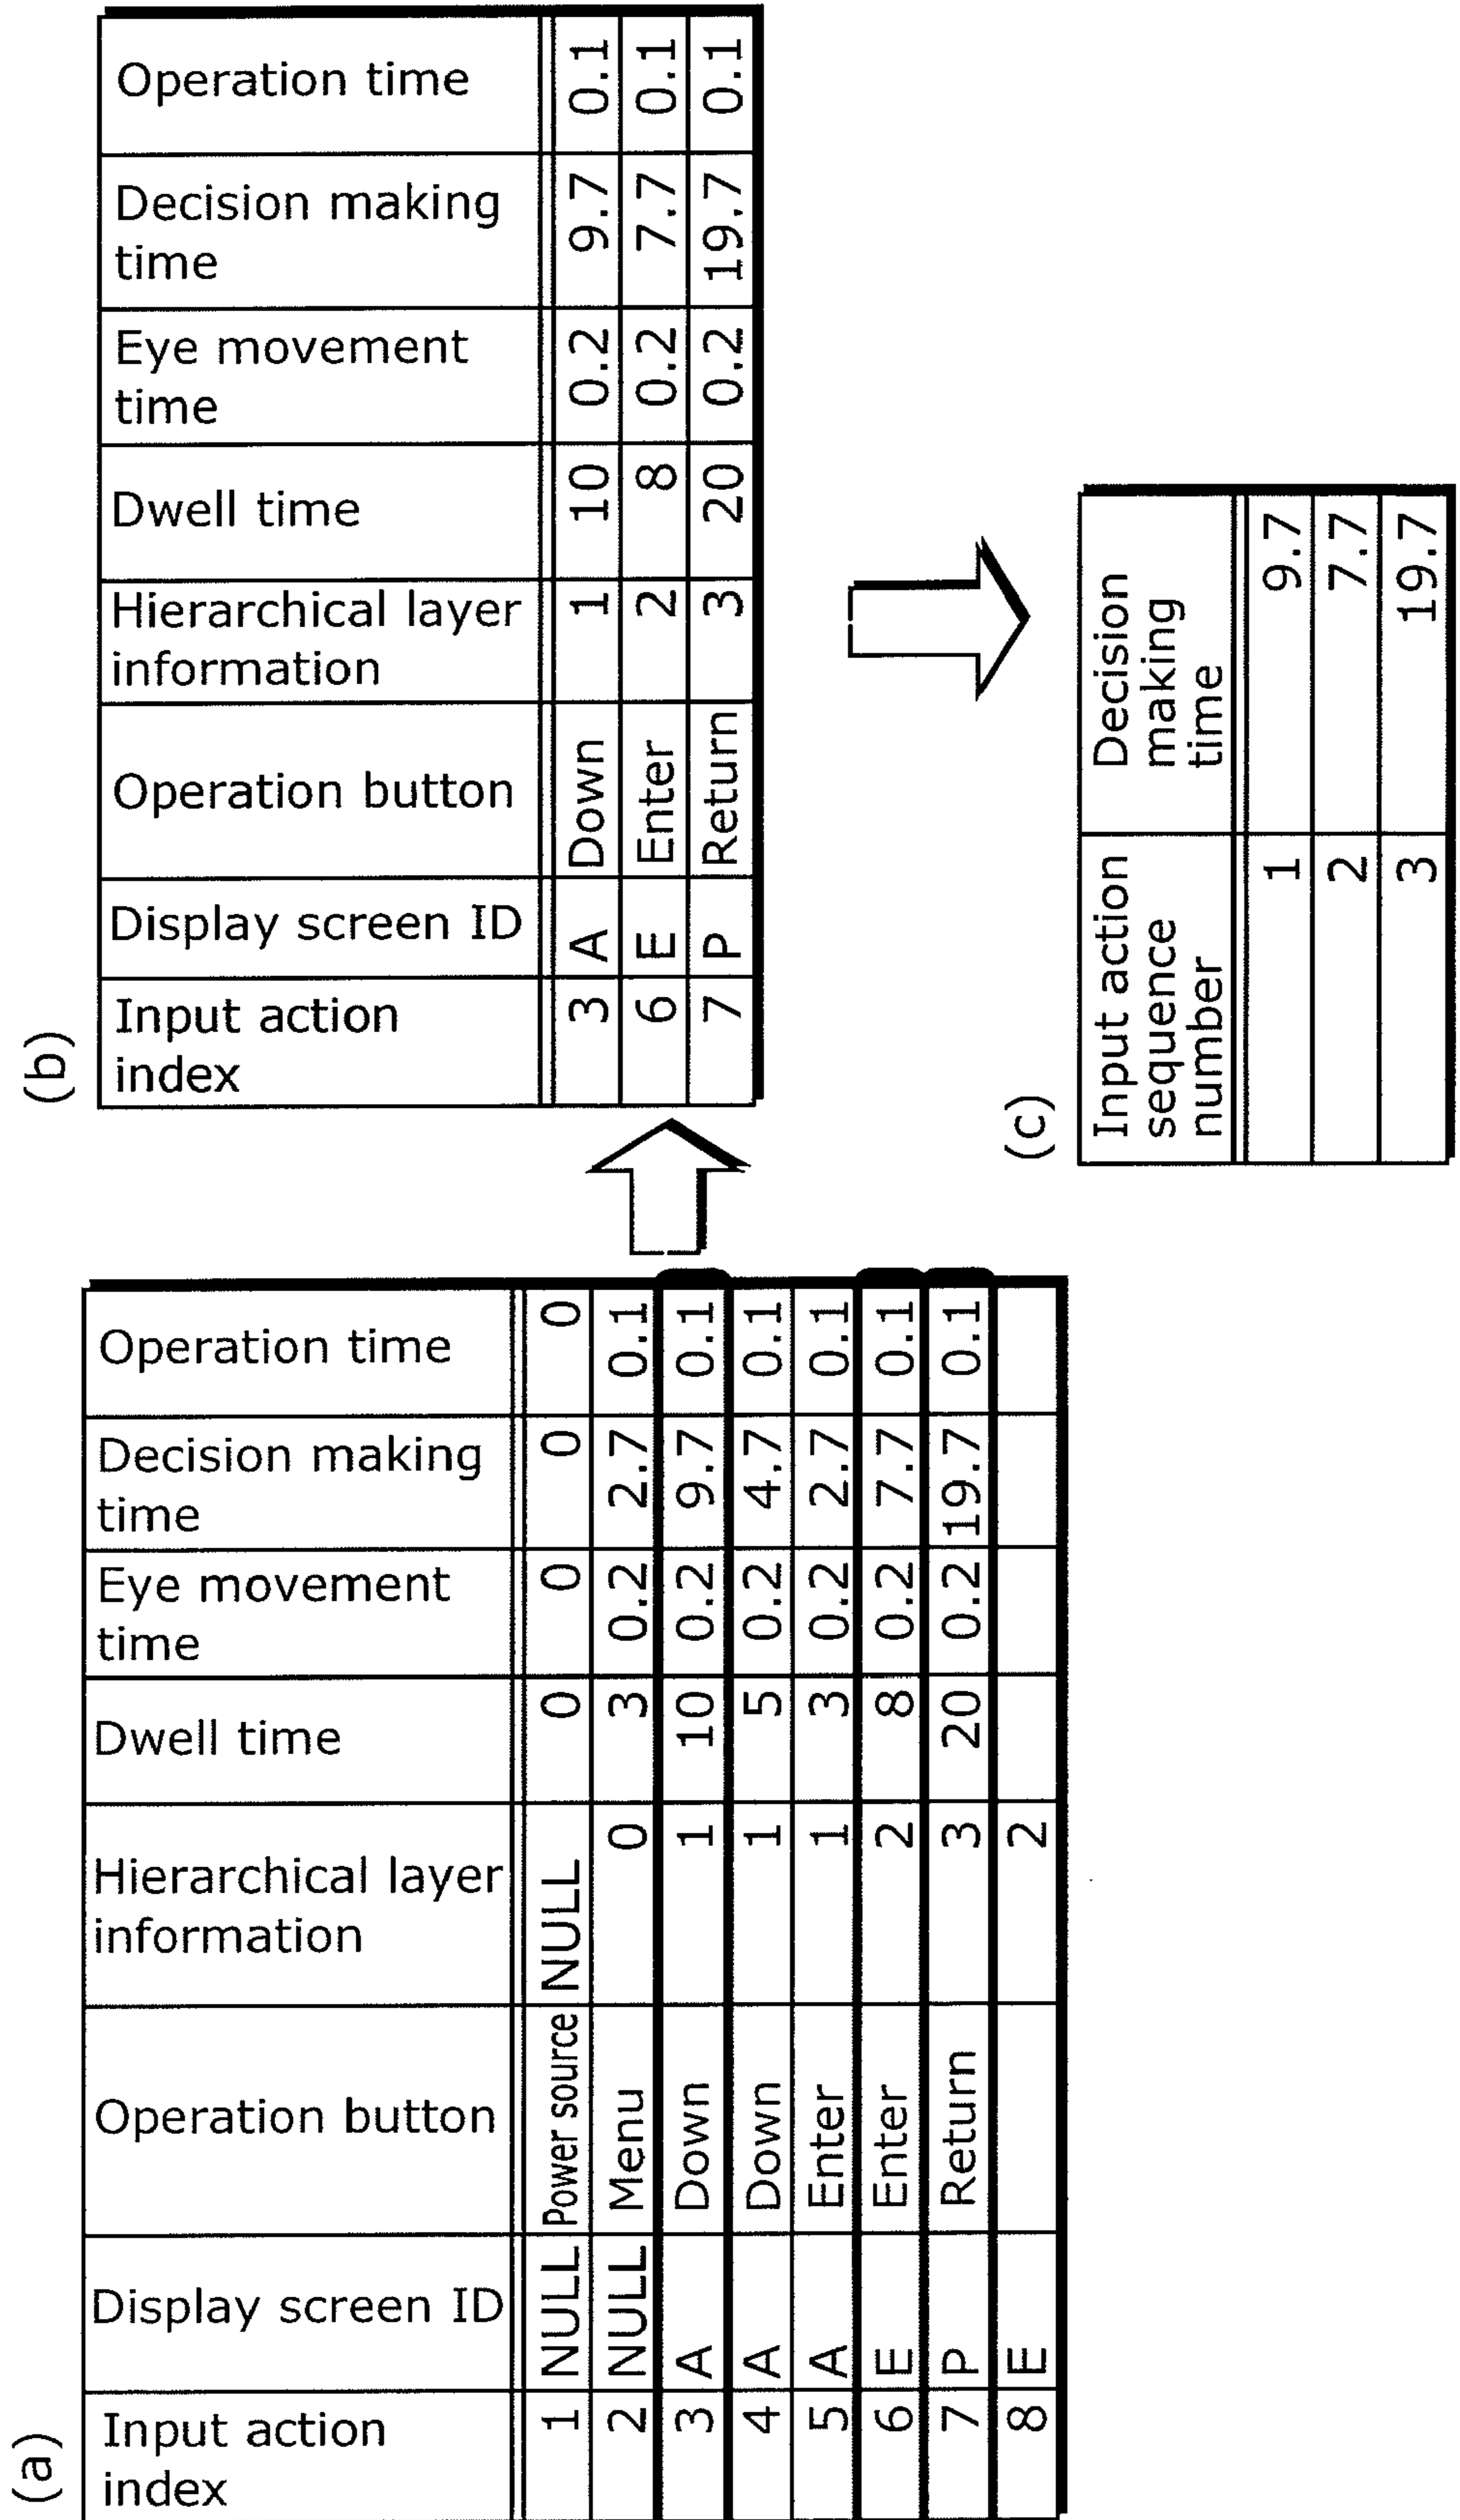 (a)
Input action index | Display screen ID | Operation button | Hierarchical layer information | Dwell time | Eye movement time | Decision making time | Operation time
1 | NULL | Power source | NULL | 0 | 0 | 0 | 0
2 | NULL | Menu | 0 | 3 | 0.2 | 2.7 | 0.1
3 | A | Down | 1 | 10 | 0.2 | 9.7 | 0.1
4 | A | Down | 1 | 5 | 0.2 | 4.7 | 0.1
5 | A | Enter | 1 | 3 | 0.2 | 2.7 | 0.1
6 | E | Enter | 2 | 8 | 0.2 | 7.7 | 0.1
7 | P | Return | 3 | 20 | 0.2 | 19.7 | 0.1
8 | E | 2
(b)
Input action index | Display screen ID | Operation button | Hierarchical layer information | Dwell time | Eye movement time | Decision making time | Operation time
3 | A | Down | 1 | 10 | 0.2 | 9.7 | 0.1
6 | E | Enter | 2 | 8 | 0.2 | 7.7 | 0.1
7 | P | Return | 3 | 20 | 0.2 | 19.7 | 0.1
(c)
Input action sequence number | Decision making time
1 | 9.7
2 | 7.7
3 | 19.7